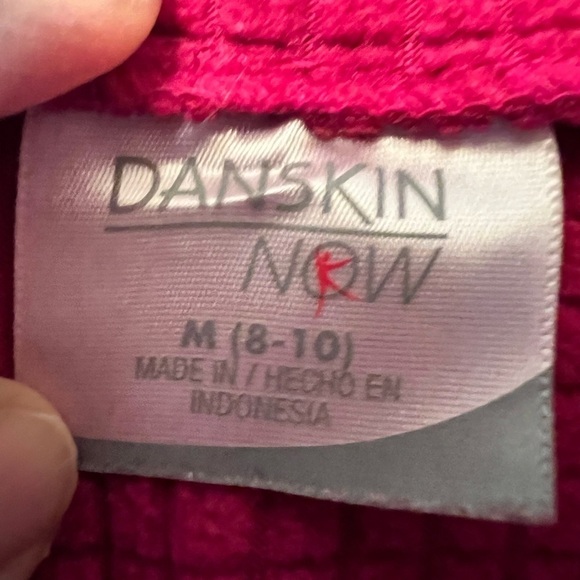 DANSKIN
NOW
M (8-10)
MADE IN / HECHO EN
INDONESIA